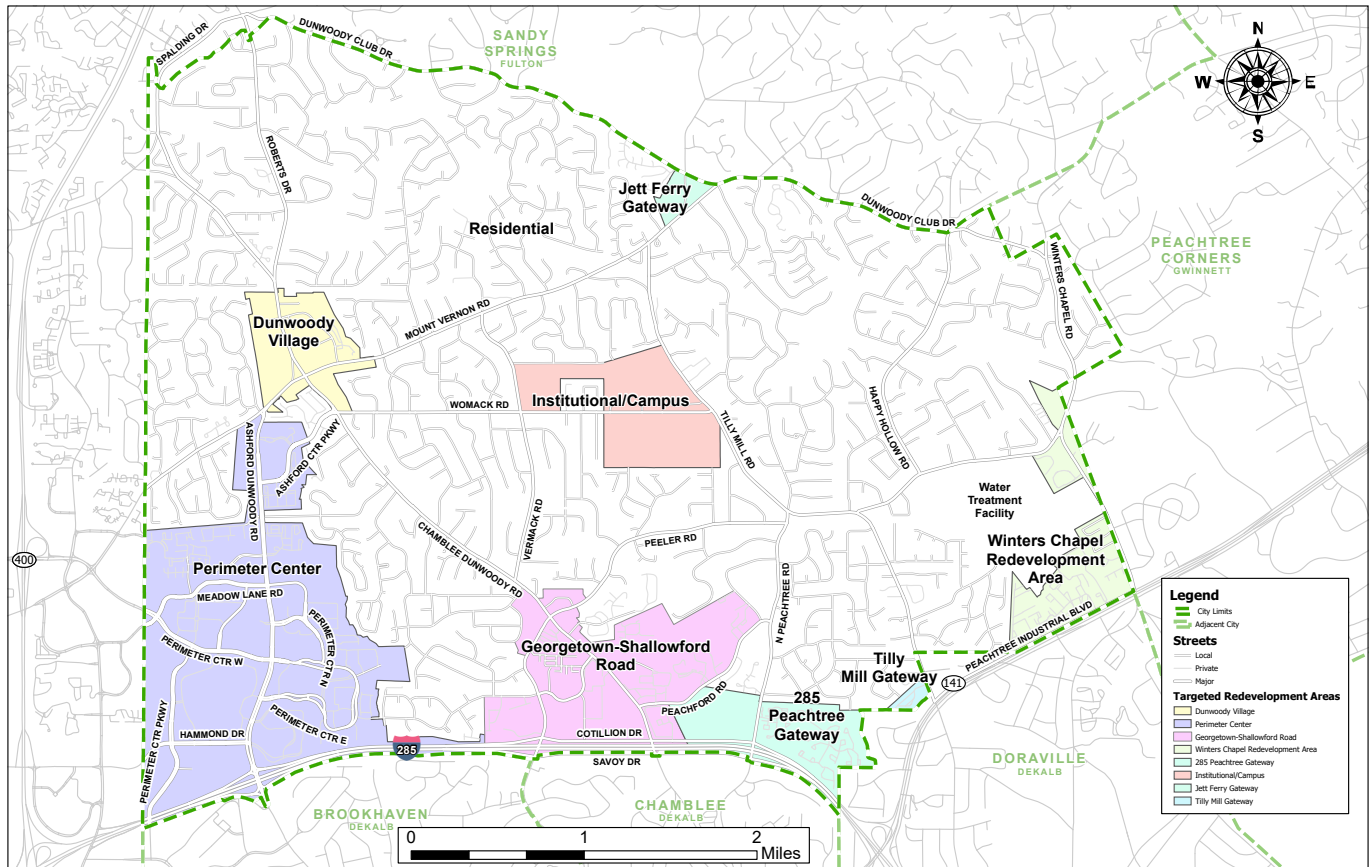 SPALDING DR
DUNWOODY CLUB DR
SANDY
SPRINGS
FULTON
N
W
E
S
ROBERTS DR
Jett Ferry
Gateway
Residential
DUNWOODY CLUB DR
WINTERS CHAPEL RD
PEACHTREE
CORNERS
GWINNETT
Dunwoody
Village
MOUNT VERNON RD
WOMACK RD
Institutional/Campus
TILLY MILL RD
HAPPY HOLLOW RD
ASHFORD DUNWOODY RD
ASHFORD CTR PKWY
Water
Treatment
Facility
CHAMBLEE DUNWOODY RD
VERMACK RD
PEELER RD
Winters Chapel
Redevelopment
Area
400
Perimeter Center
MEADOW LANE RD
PERIMETER CTR N
PERIMETER CTR W
N PEACHTREE RD
PEACHTREE INDUSTRIAL BLVD
Georgetown-Shallowford
Road
Tilly
Mill Gateway
141
PEACHFORD RD
285
Peachtree
Gateway
PERIMETER CTR PKWY
PERIMETER CTR E
HAMMOND DR
COTILLION DR
285
SAVOY DR
DORAVILLE
DEKALB
BROOKHAVEN
DEKALB
CHAMBLEE
DEKALB
0 1 2
Miles
Legend
City Limits
Adjacent City
Streets
Local
Private
Major
Targeted Redevelopment Areas
Dunwoody Village
Perimeter Center
Georgetown-Shallowford Road
Winters Chapel Redevelopment Area
285 Peachtree Gateway
Institutional/Campus
Jett Ferry Gateway
Tilly Mill Gateway